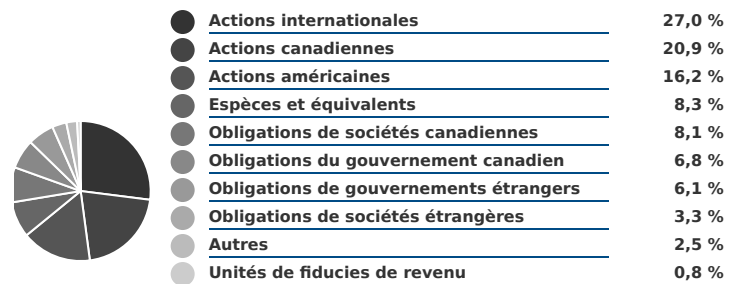 Actions internationales 27,0 %
Actions canadiennes 20,9 %
Actions américaines 16,2 %
Espèces et équivalents 8,3 %
Obligations de sociétés canadiennes 8,1 %
Obligations du gouvernement canadien 6,8 %
Obligations de gouvernements étrangers 6,1 %
Obligations de sociétés étrangères 3,3 %
Autres 2,5 %
Unités de fiducies de revenu 0,8 %